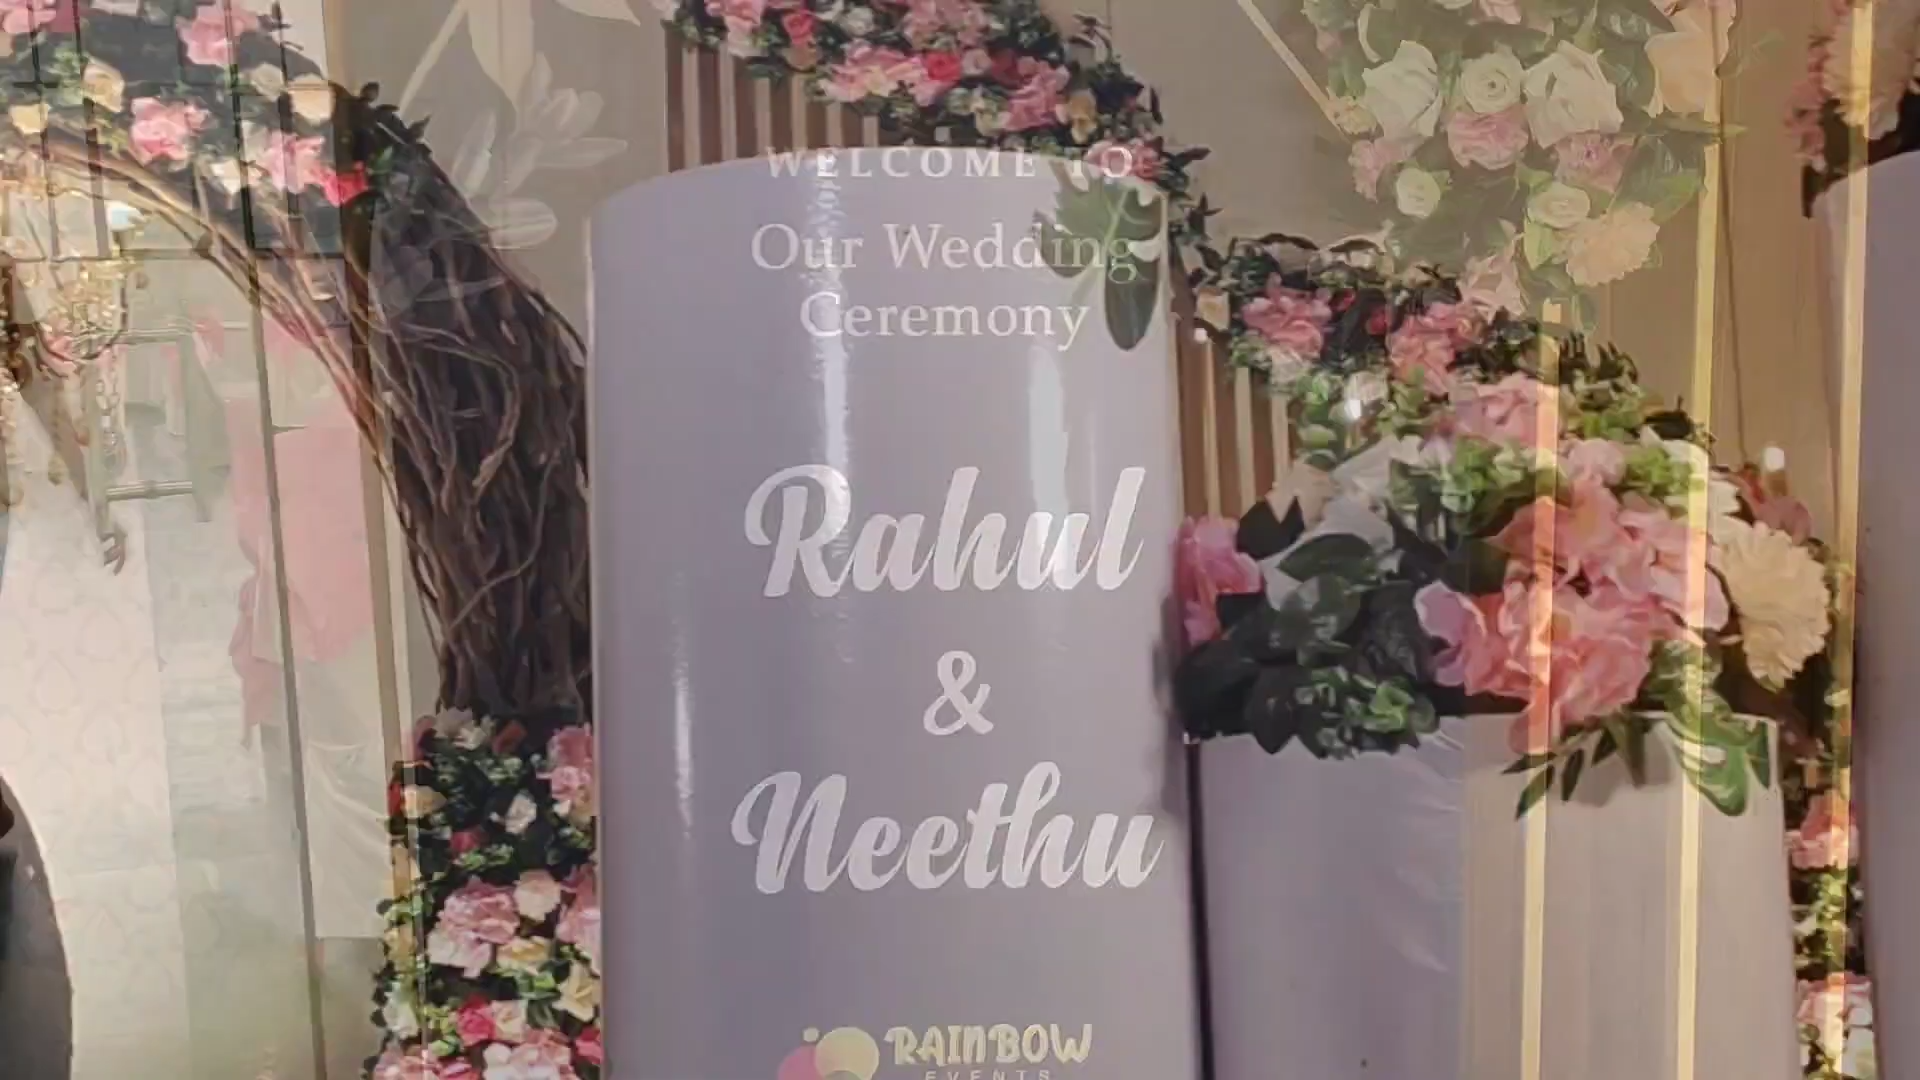 WELCOME TO
Our Wedding
Ceremony
Rahul
&
Neethu
RAINBOW
EVENTS